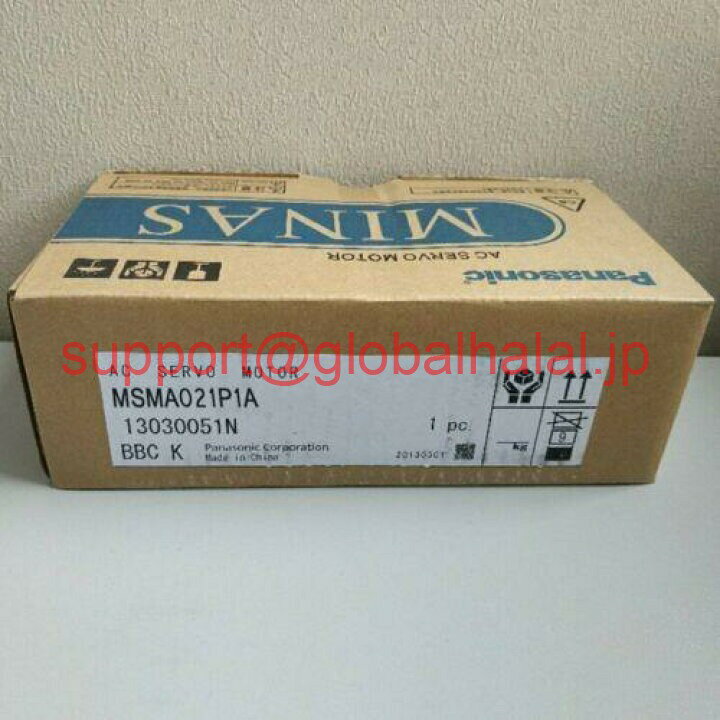 MINAS
AC SERVO MOTOR
Panasonic
support@globalhalal.jp
AC SERVO MOTOR
MSMA021P1A
13030051N
1 pc.
BBC K
Panasonic Corporation
Made in China
kg
9